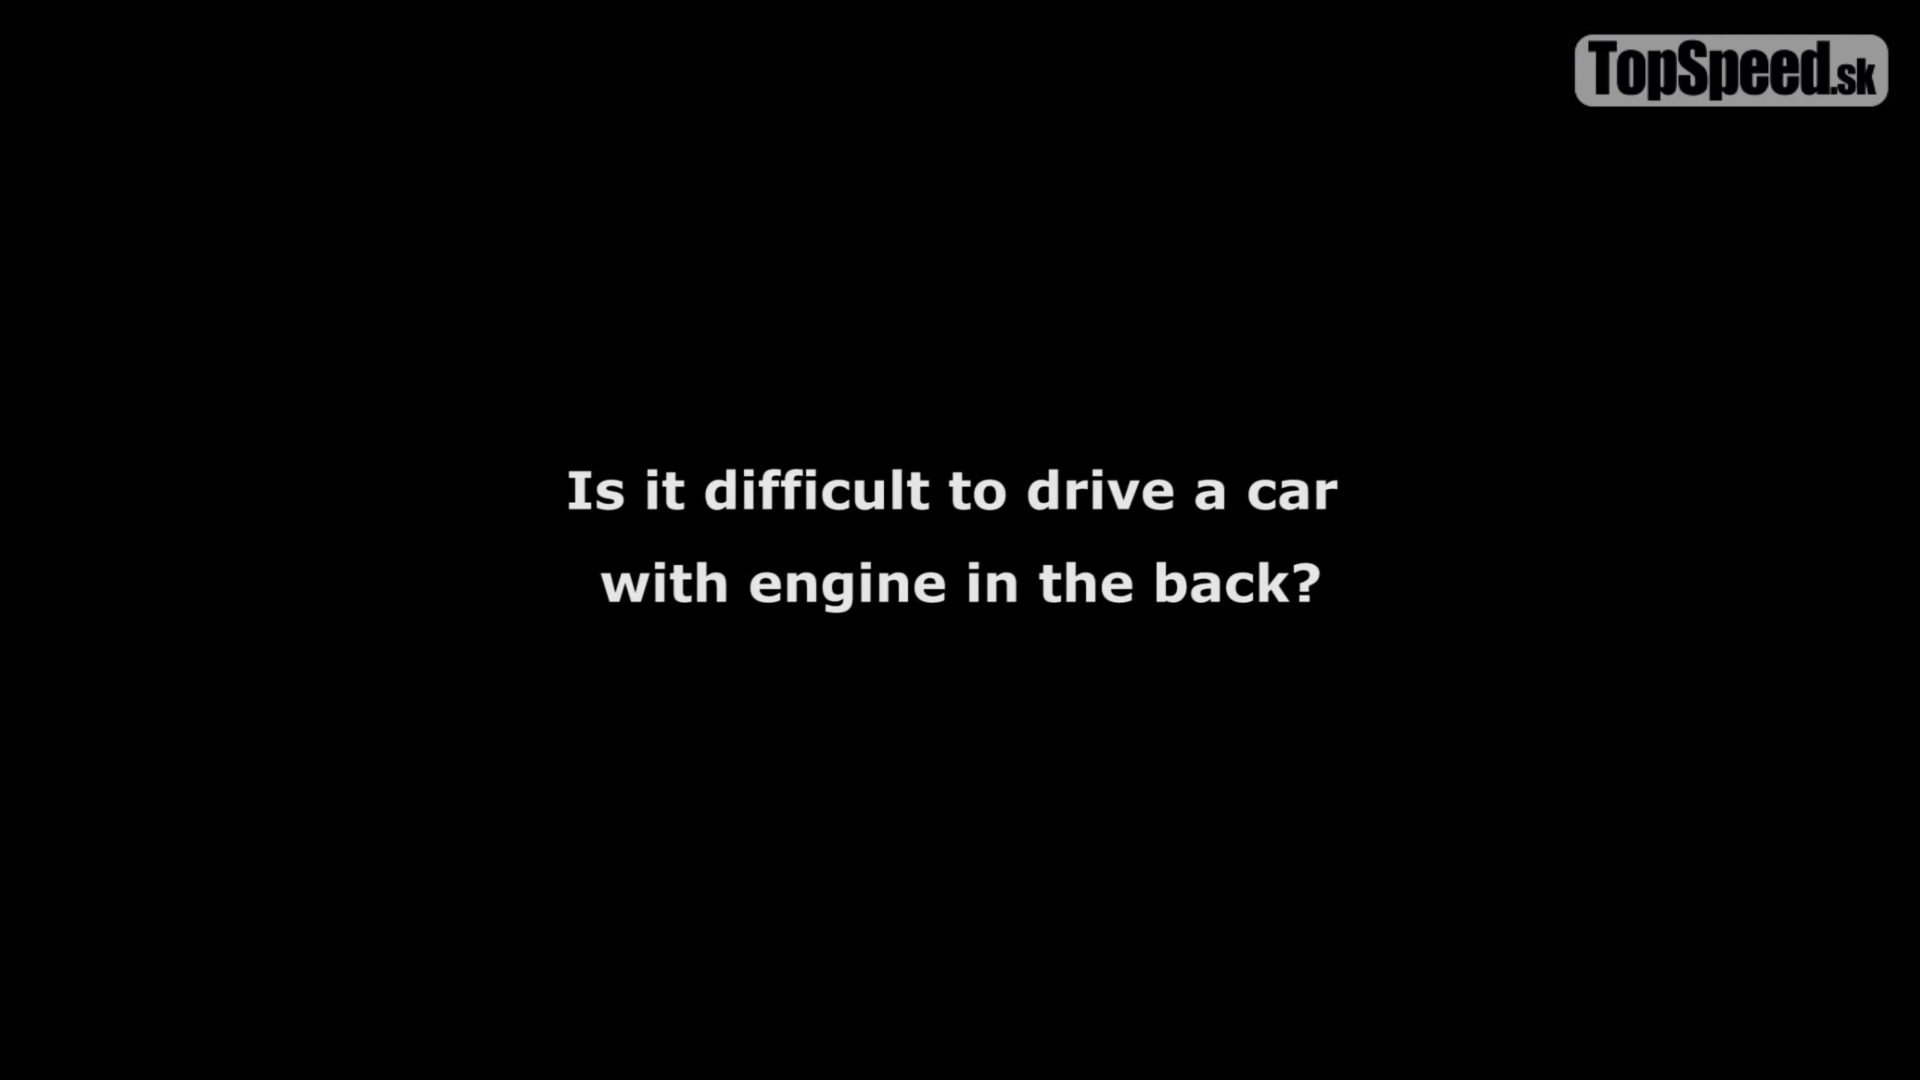 TopSpeed.sk
Is it difficult to drive a car
with engine in the back?